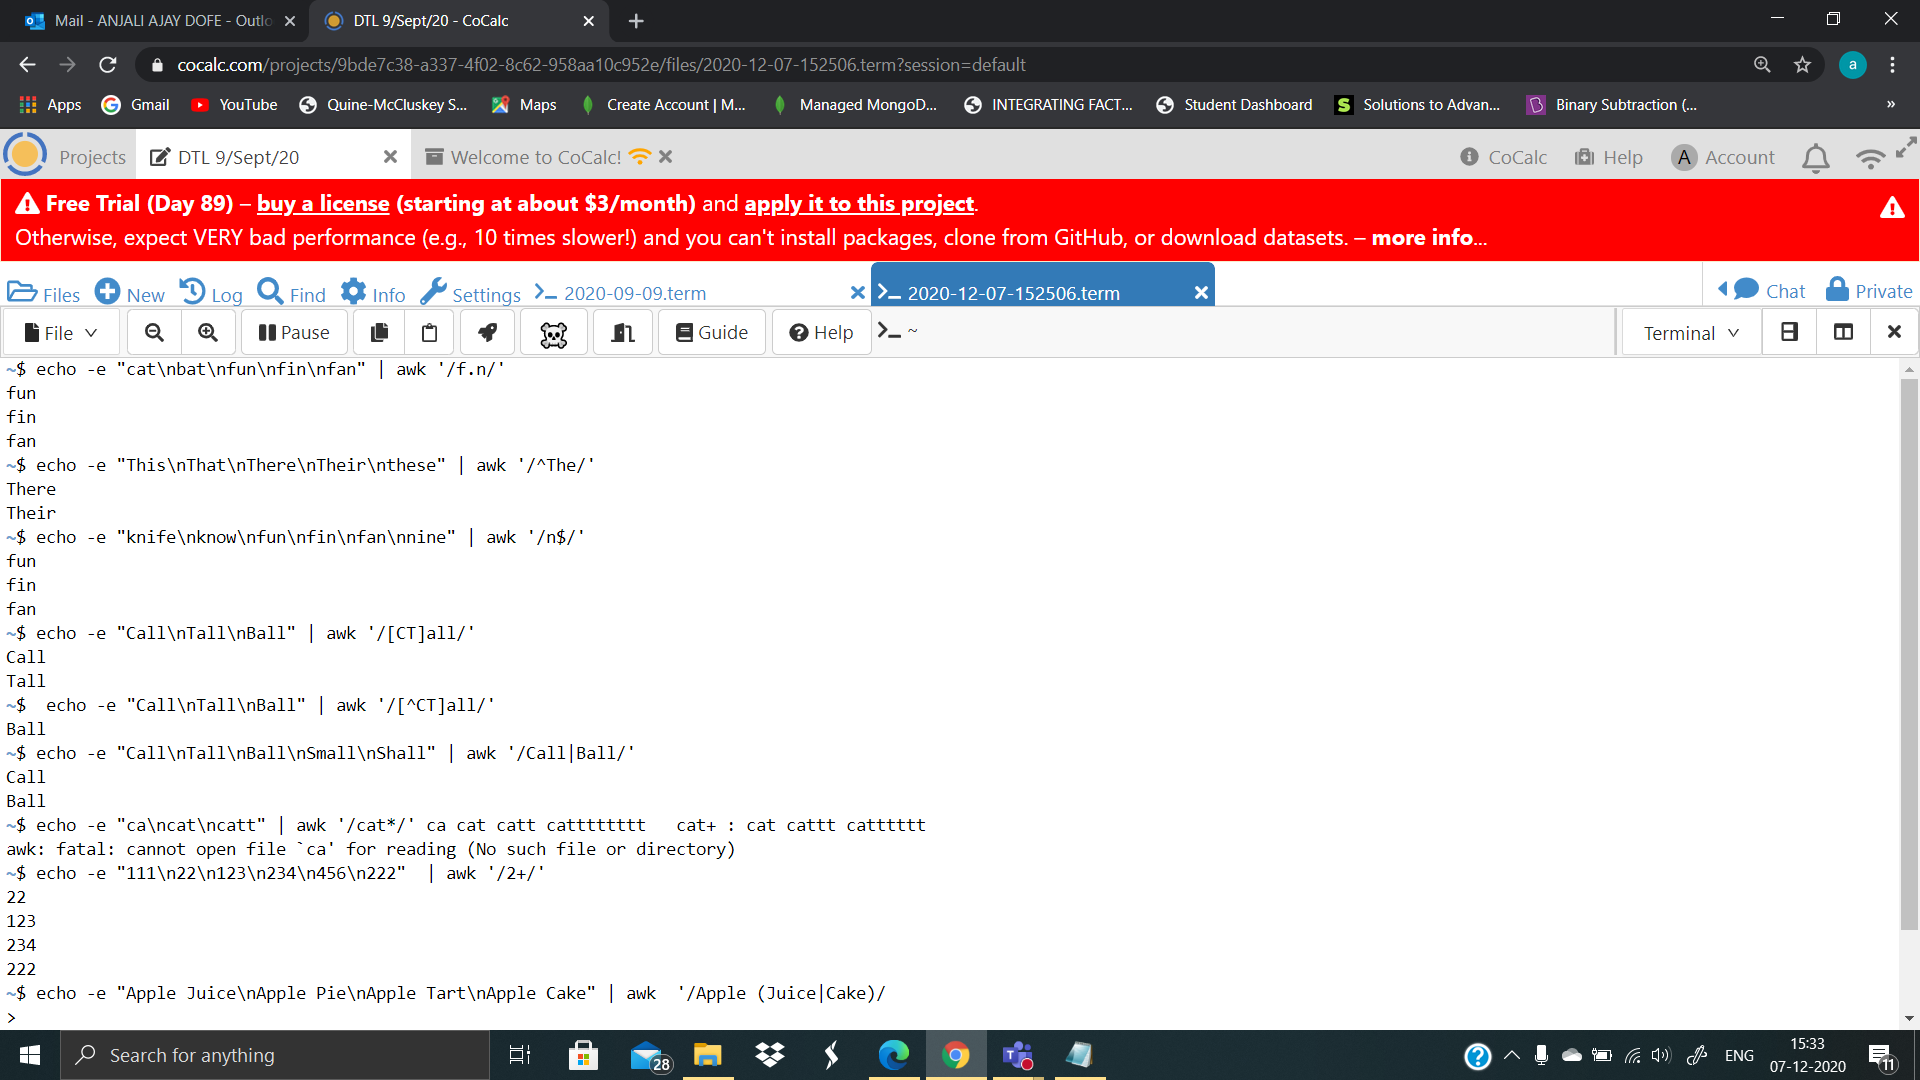 Mail - ANJALI AJAY DOFE - Outlo
DTL 9/Sept/20 - CoCalc
cocalc.com/projects/9bde7c38-a337-4f02-8c62-958aa10c952e/files/2020-12-07-152506.term?session=default
a
Apps Gmail YouTube Quine-McCluskey S... Maps Create Account | M... Managed MongoD... INTEGRATING FACT... Student Dashboard Solutions to Advan... Binary Subtraction (... »
Projects DTL 9/Sept/20 Welcome to CoCalc! CoCalc Help A Account
Free Trial (Day 89) – buy a license (starting at about $3/month) and apply it to this project.
Otherwise, expect VERY bad performance (e.g., 10 times slower!) and you can't install packages, clone from GitHub, or download datasets. – more info...
Files New Log Find Info Settings 2020-09-09.term 2020-12-07-152506.term Chat Private
File Pause Guide Help ~ Terminal
~$ echo -e "cat\nbat\nfun\nfin\nfan" | awk '/f.n/'
fun
fin
fan
~$ echo -e "This\nThat\nThere\nTheir\nthese" | awk '/^The/'
There
Their
~$ echo -e "knife\nknow\nfun\nfin\nfan\nnine" | awk '/n$/'
fun
fin
fan
~$ echo -e "Call\nTall\nBall" | awk '/[CT]all/'
Call
Tall
~$  echo -e "Call\nTall\nBall" | awk '/[^CT]all/'
Ball
~$ echo -e "Call\nTall\nBall\nSmall\nShall" | awk '/Call|Ball/'
Call
Ball
~$ echo -e "ca\ncat\ncatt" | awk '/cat*/' ca cat catt catttttttt   cat+ : cat cattt catttttt
awk: fatal: cannot open file `ca' for reading (No such file or directory)
~$ echo -e "111\n22\n123\n234\n456\n222"  | awk '/2+/'
22
123
234
222
~$ echo -e "Apple Juice\nApple Pie\nApple Tart\nApple Cake" | awk  '/Apple (Juice|Cake)/
>
Search for anything
28
ENG
15:33
07-12-2020
11